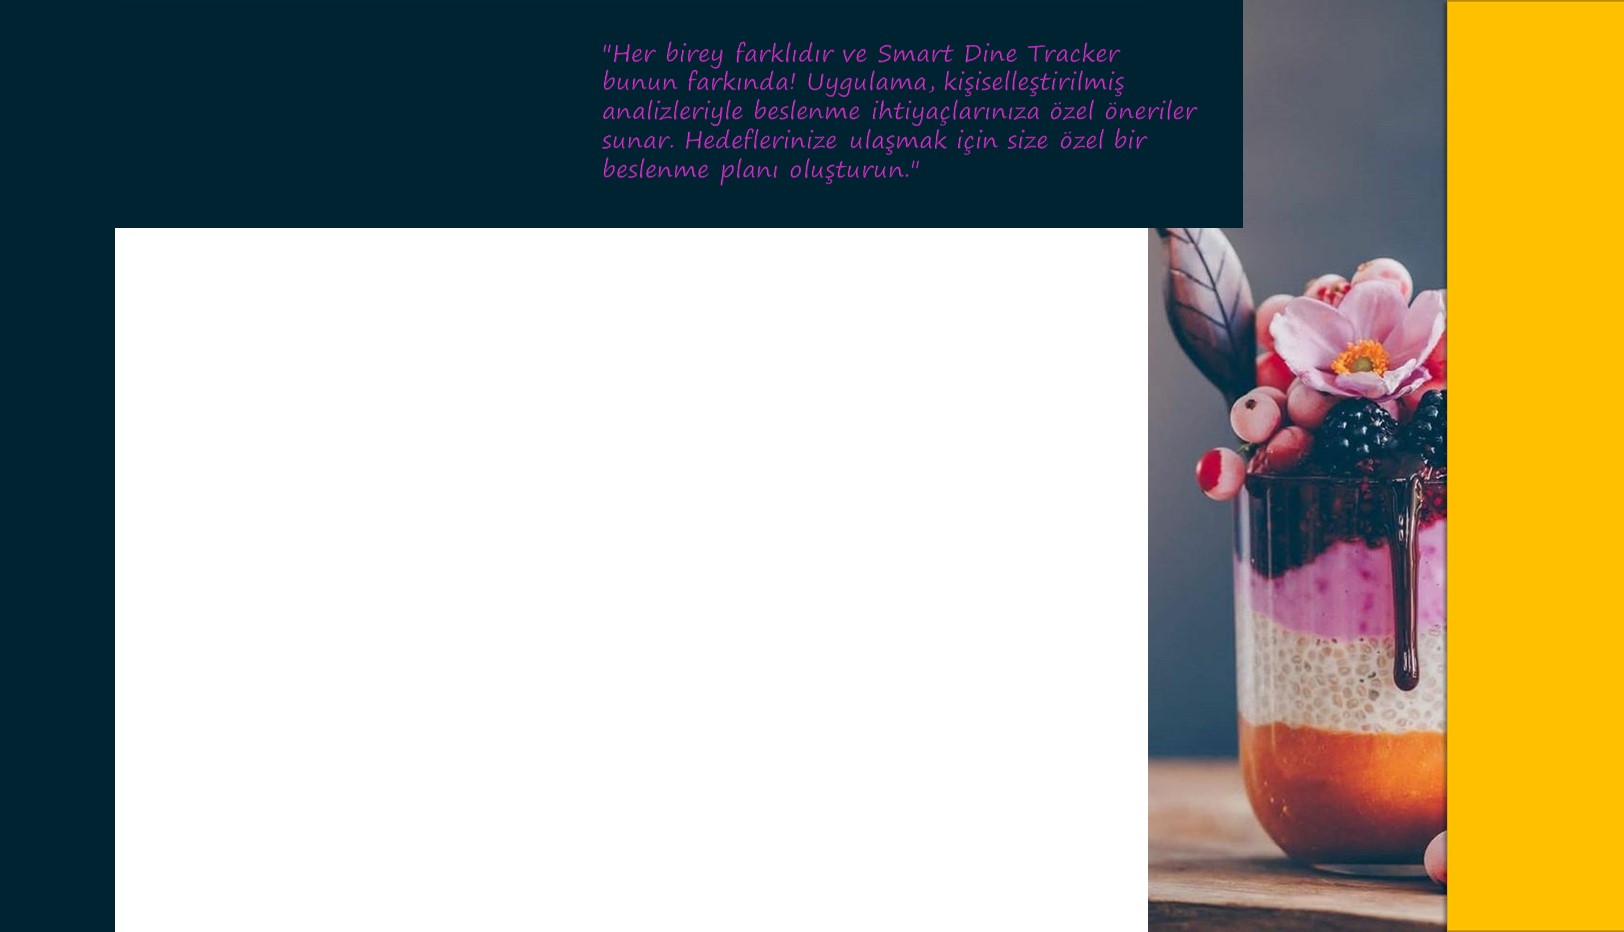 "Her birey farklıdır ve Smart Dine Tracker
bunun farkında! Uygulama, kişiselleştirilmiş
analizleriyle beslenme ihtiyaçlarınıza özel öneriler
sunar. Hedeflerinize ulaşmak için size özel bir
beslenme planı oluşturun."